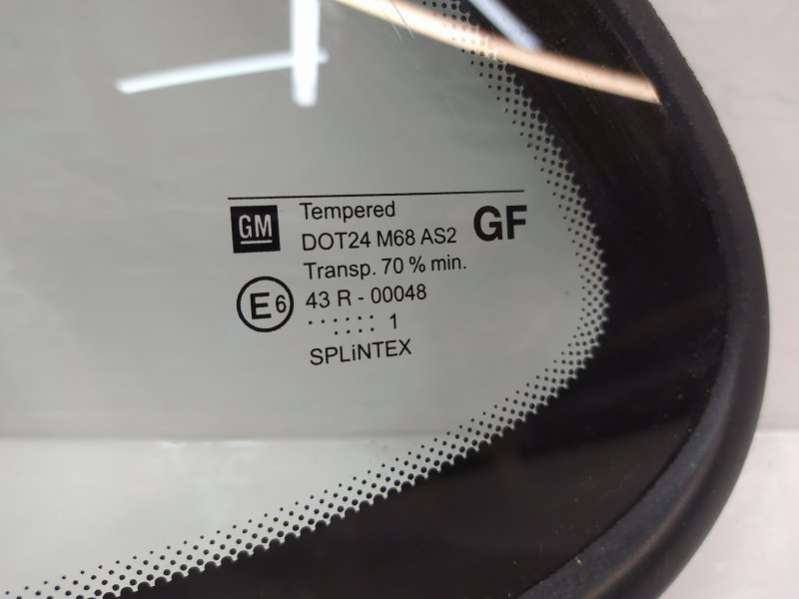 GM Tempered GF
DOT24 M68 AS2
Transp. 70 % min.
E6 43 R - 00048
. . . . . . . . . . . . 1
SPLiNTEX